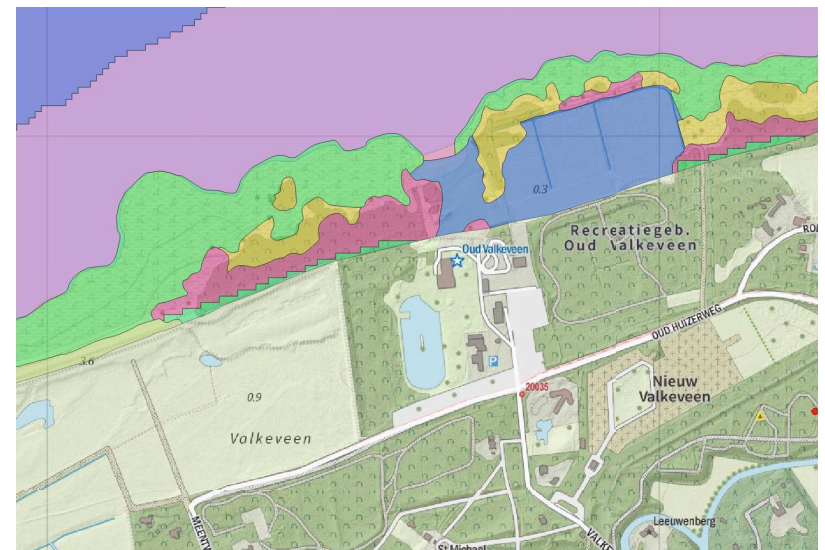 0.3
Recreatiegeb.
Oud Valkeveen
Oud Valkeveen
OUD HUIZERWEG
3.6
P
20035
Nieuw
Valkeveen
0.9
Valkeveen
Leeuwenberg
St Michael